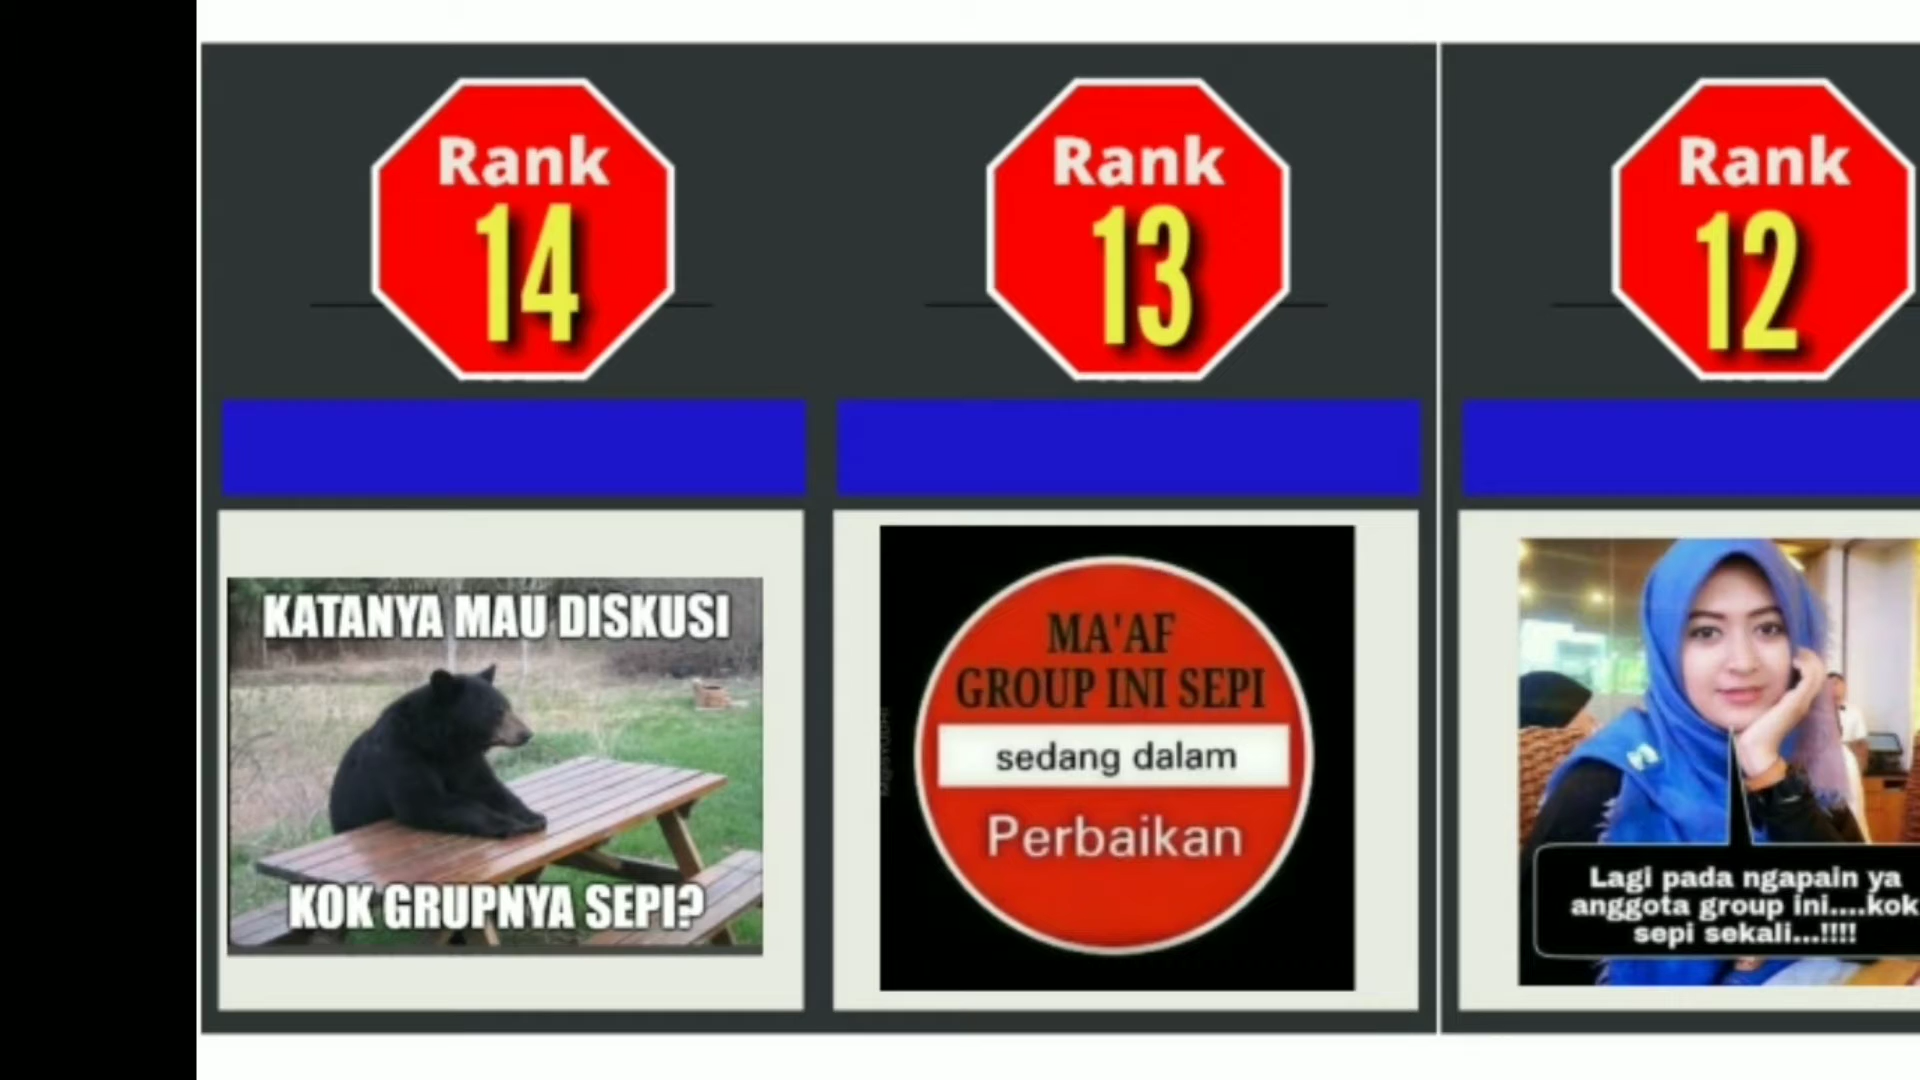 Rank
14
Rank
13
Rank
12
KATANYA MAU DISKUSI
KOK GRUPNYA SEPI?
MA'AF
GROUP INI SEPI
sedang dalam
Perbaikan
Lagi pada ngapain ya
anggota group ini....kok
sepi sekali...!!!!